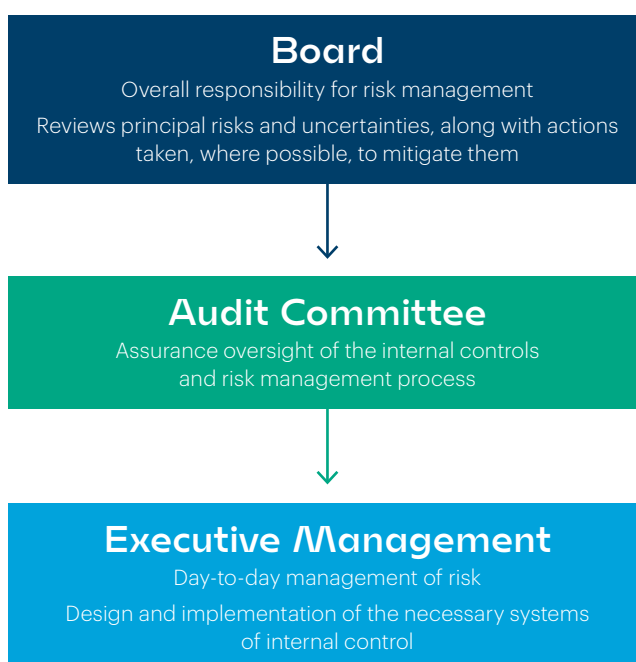 Board
Overall responsibility for risk management
Reviews principal risks and uncertainties, along with actions
taken, where possible, to mitigate them
Audit Committee
Assurance oversight of the internal controls
and risk management process
Executive Management
Day-to-day management of risk
Design and implementation of the necessary systems
of internal control